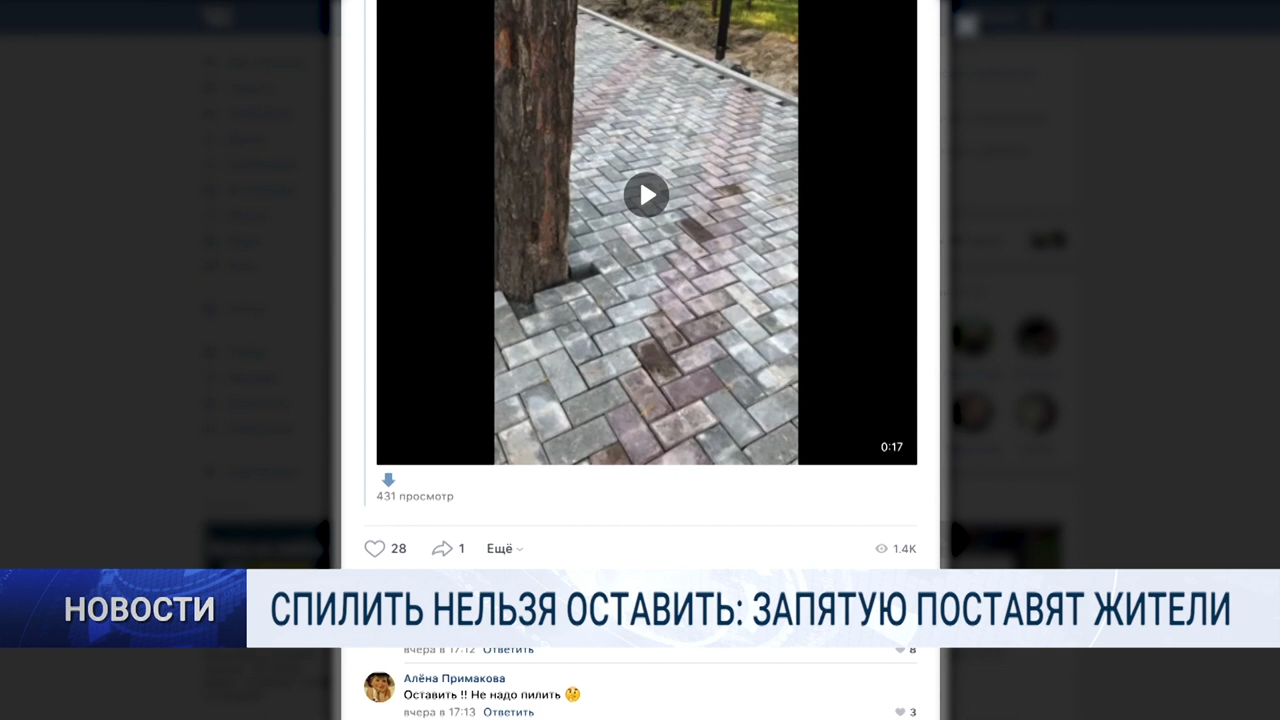 0:17
431 просмотр
28 1 Ещё 1.4K
НОВОСТИ СПИЛИТЬ НЕЛЬЗЯ ОСТАВИТЬ: ЗАПЯТУЮ ПОСТАВЯТ ЖИТЕЛИ
вчера в 17:12 Ответить 8
Алёна Примакова
Оставить !! Не надо пилить 🤔
вчера в 17:13 Ответить 3